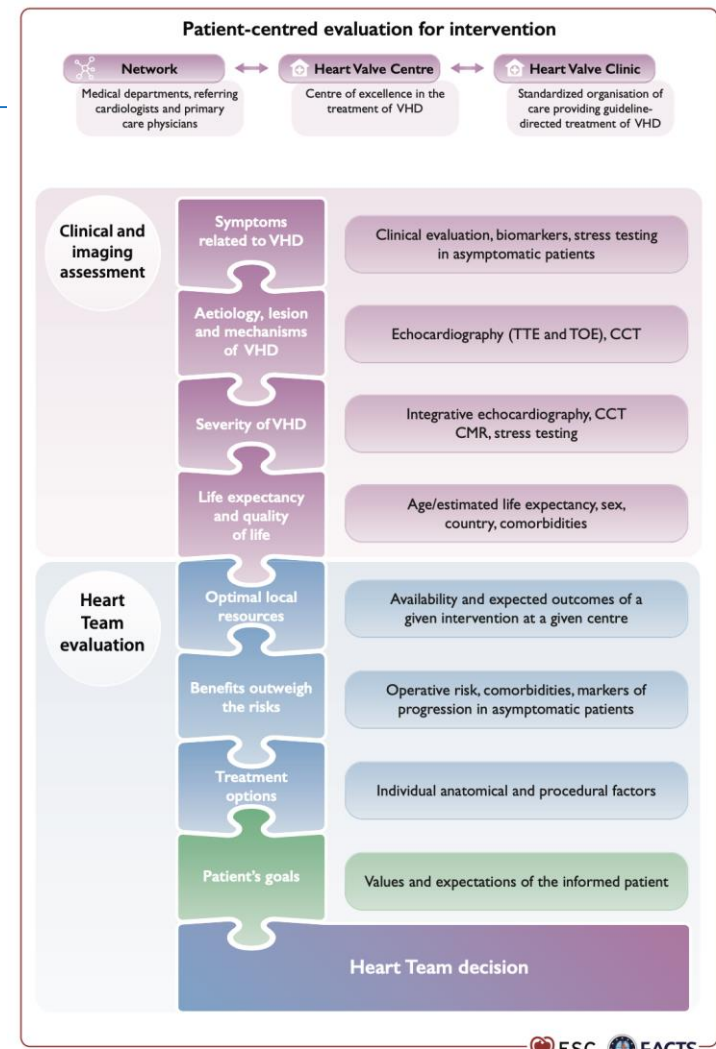 Patient-centred evaluation for intervention
Network
Heart Valve Centre
Heart Valve Clinic
Medical departments, referring
cardiologists and primary
care physicians
Centre of excellence in the
treatment of VHD
Standardized organisation of
care providing guideline-
directed treatment of VHD
Clinical and
imaging
assessment
Symptoms
related to VHD
Clinical evaluation, biomarkers, stress testing
in asymptomatic patients
Aetiology, lesion
and mechanisms
of VHD
Echocardiography (TTE and TOE), CCT
Severity of VHD
Integrative echocardiography, CCT
CMR, stress testing
Life expectancy
and quality
of life
Age/estimated life expectancy, sex,
country, comorbidities
Heart
Team
evaluation
Optimal local
resources
Availability and expected outcomes of a
given intervention at a given centre
Benefits outweigh
the risks
Operative risk, comorbidities, markers of
progression in asymptomatic patients
Treatment
options
Individual anatomical and procedural factors
Patient's goals
Values and expectations of the informed patient
Heart Team decision
ESC EACTS